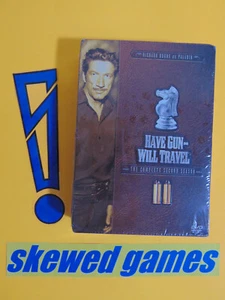 RICHARD BOONE AS PALADIN
HAVE GUN–
WILL TRAVEL
THE COMPLETE SECOND SEASON
skewed games